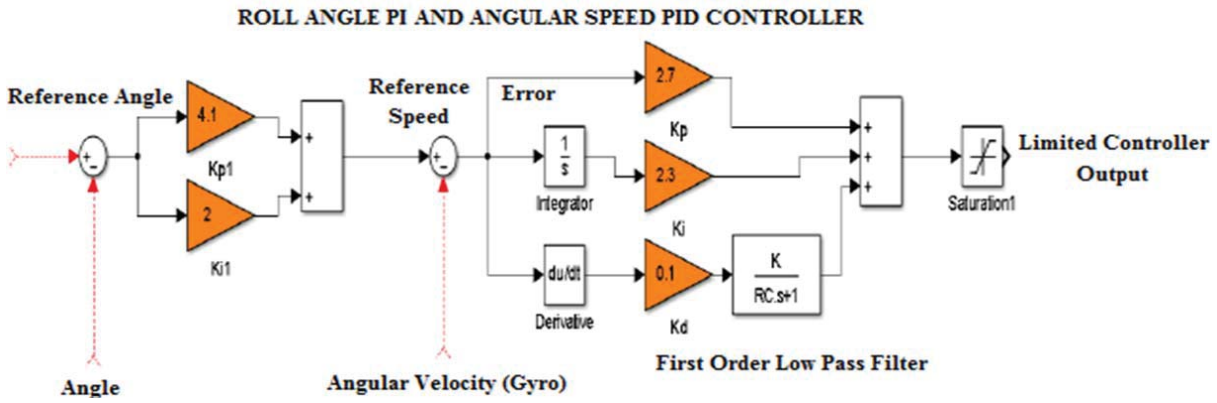 ROLL ANGLE PI AND ANGULAR SPEED PID CONTROLLER
Reference Angle
+
-
4.1
Kp1
2
Ki1
+
+
Reference
Speed
+
-
Error
2.7
Kp
1
s
Integrator
2.3
Ki
du/dt
Derivative
0.1
Kd
K
RC.s+1
First Order Low Pass Filter
+
+
+
Saturation1
Limited Controller
Output
Angle
Angular Velocity (Gyro)